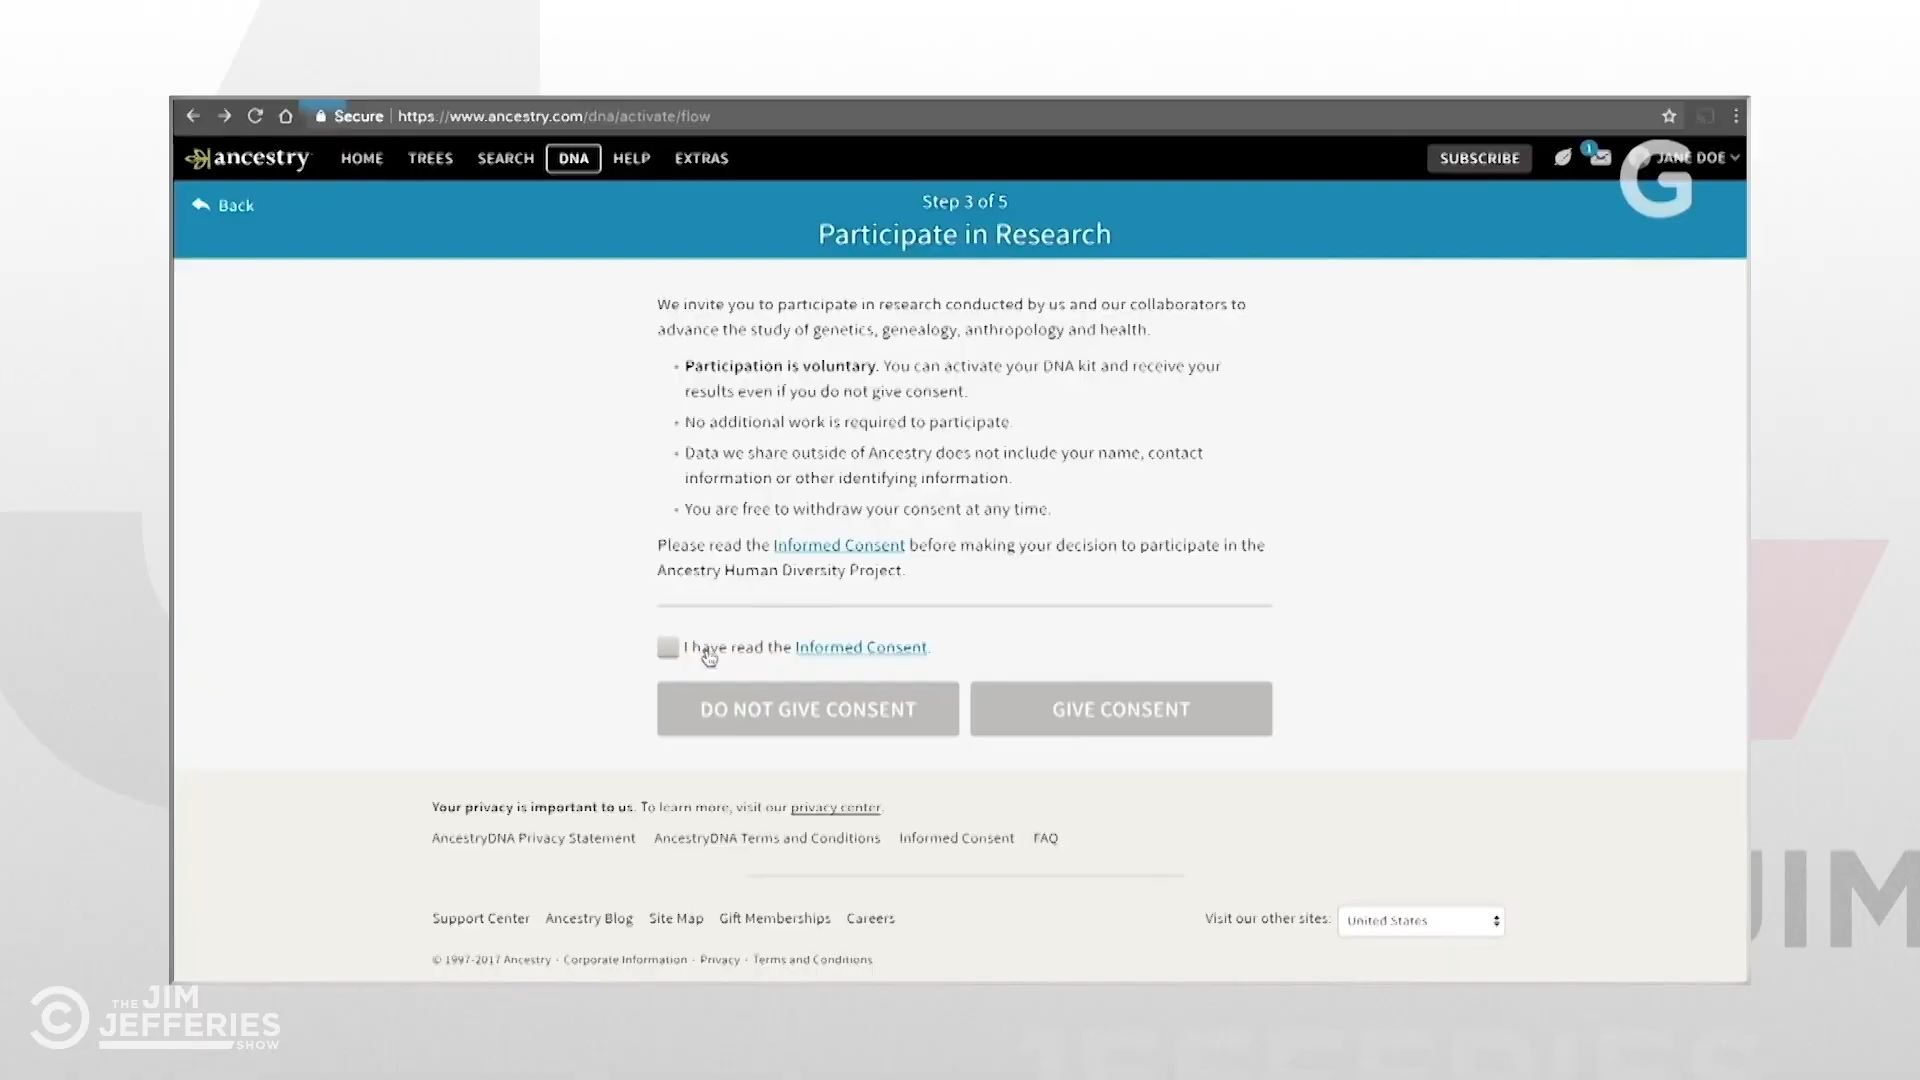 Secure https://www.ancestry.com/dna/activate/flow
ancestry HOME TREES SEARCH DNA HELP EXTRAS SUBSCRIBE 1 JANE DOE
G
Back
Step 3 of 5
Participate in Research
We invite you to participate in research conducted by us and our collaborators to
advance the study of genetics, genealogy, anthropology and health.
• Participation is voluntary. You can activate your DNA kit and receive your
results even if you do not give consent.
• No additional work is required to participate.
• Data we share outside of Ancestry does not include your name, contact
information or other identifying information.
• You are free to withdraw your consent at any time.
Please read the Informed Consent before making your decision to participate in the
Ancestry Human Diversity Project.
I have read the Informed Consent.
DO NOT GIVE CONSENT GIVE CONSENT
Your privacy is important to us. To learn more, visit our privacy center.
AncestryDNA Privacy Statement AncestryDNA Terms and Conditions Informed Consent FAQ
Support Center Ancestry Blog Site Map Gift Memberships Careers Visit our other sites: United States
© 1997-2017 Ancestry · Corporate Information · Privacy · Terms and Conditions
JIM
JEFFERIES
THE JIM
JEFFERIES
SHOW